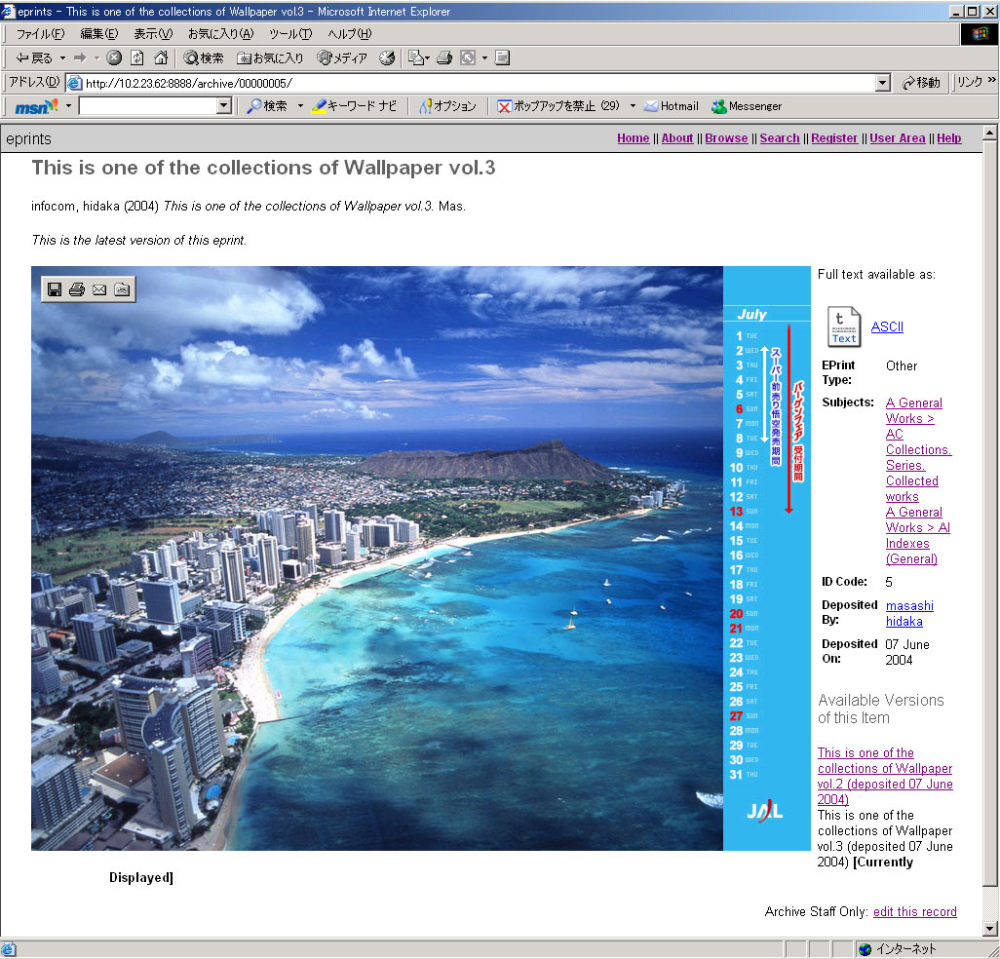 eprints - This is one of the collections of Wallpaper vol.3 - Microsoft Internet Explorer
ファイル(F) 編集(E) 表示(V) お気に入り(A) ツール(T) ヘルプ(H)
戻る 検索 お気に入り メディア
アドレス(D) http://10.2.23.62:8888/archive/00000005/ 移動 リンク »
msn 検索 キーワード ナビ オプション ポップアップを禁止 (29) Hotmail Messenger
eprints
Home || About || Browse || Search || Register || User Area || Help
This is one of the collections of Wallpaper vol.3
infocom, hidaka (2004) This is one of the collections of Wallpaper vol.3. Mas.
This is the latest version of this eprint.
July
1 TUE
2 WED
3 THU
4 FRI
5 SAT
6 SUN
7 MON
8 TUE
9 WED
10 THU
11 FRI
12 SAT
13 SUN
14 MON
15 TUE
16 WED
17 THU
18 FRI
19 SAT
20 SUN
21 MON
22 TUE
23 WED
24 THU
25 FRI
26 SAT
27 SUN
28 MON
29 TUE
30 WED
31 THU
スーパー前売り悟空発売期間
バーゲンフェア 受付期間
JAL
Full text available as:
Text
ASCII
EPrint Type: Other
Subjects: A General
Works >
AC
Collections.
Series.
Collected
works
A General
Works > AI
Indexes
(General)
ID Code: 5
Deposited By: masashi
hidaka
Deposited On: 07 June
2004
Available Versions
of this Item
This is one of the
collections of Wallpaper
vol.2 (deposited 07 June
2004)
This is one of the
collections of Wallpaper
vol.3 (deposited 07 June
2004) [Currently
Displayed]
Archive Staff Only: edit this record
インターネット